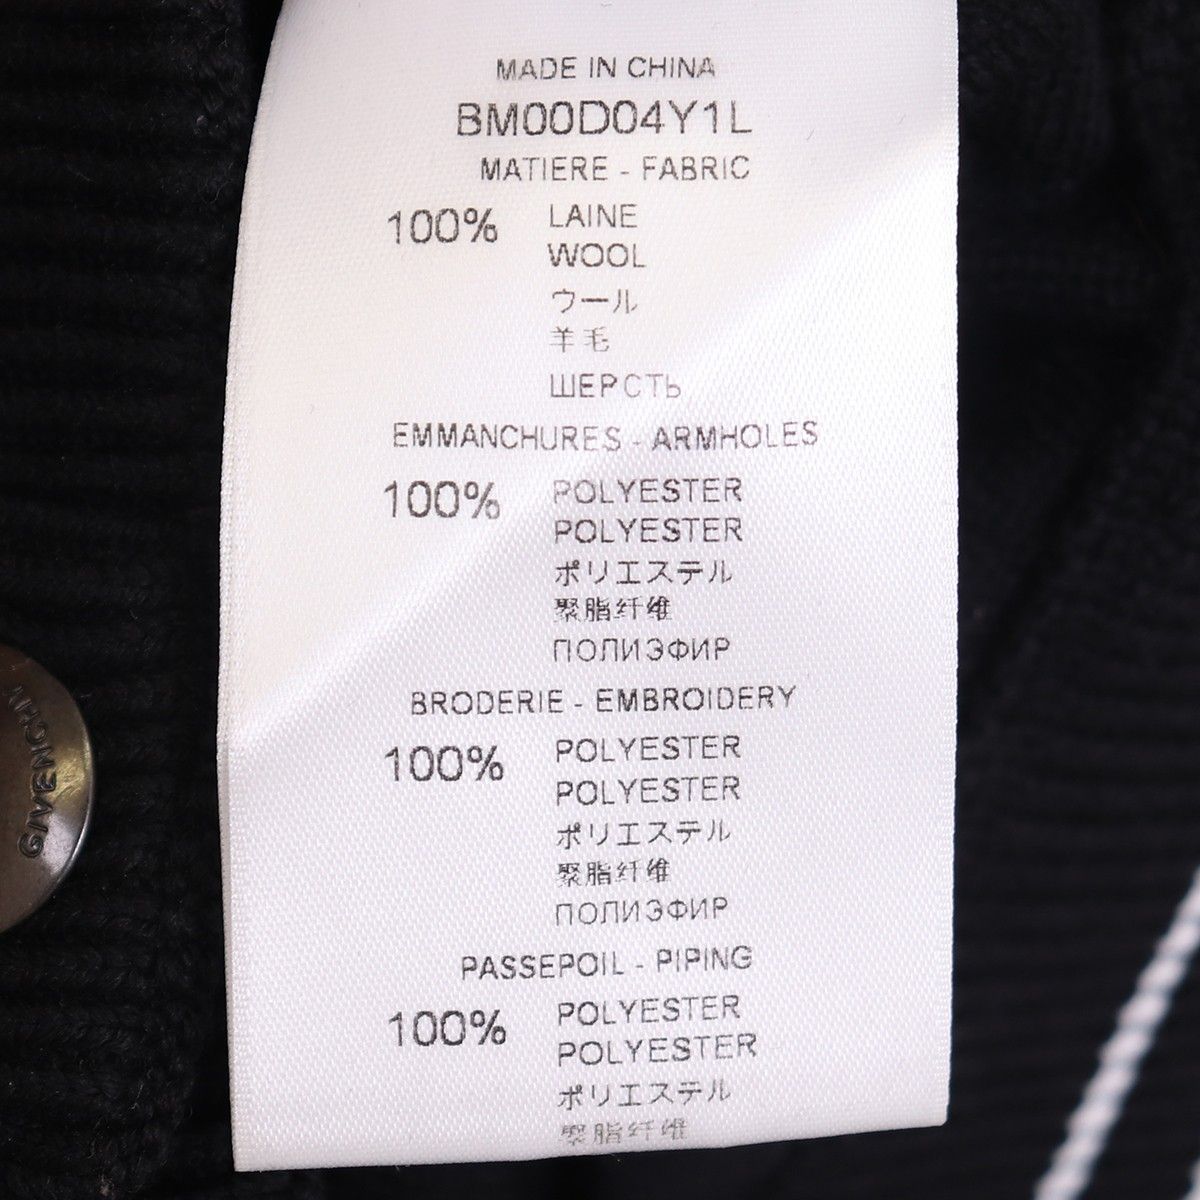 MADE IN CHINA
BM00D04Y1L
MATIERE - FABRIC
100% LAINE
WOOL
ウール
羊毛
ШЕРСТЬ
EMMANCHURES - ARMHOLES
100% POLYESTER
POLYESTER
ポリエステル
聚脂纤维
ПОЛИЭФИР
BRODERIE - EMBROIDERY
100% POLYESTER
POLYESTER
ポリエステル
聚脂纤维
ПОЛИЭФИР
PASSEPOIL - PIPING
100% POLYESTER
POLYESTER
ポリエステル
聚脂纤维
GIVENCHY